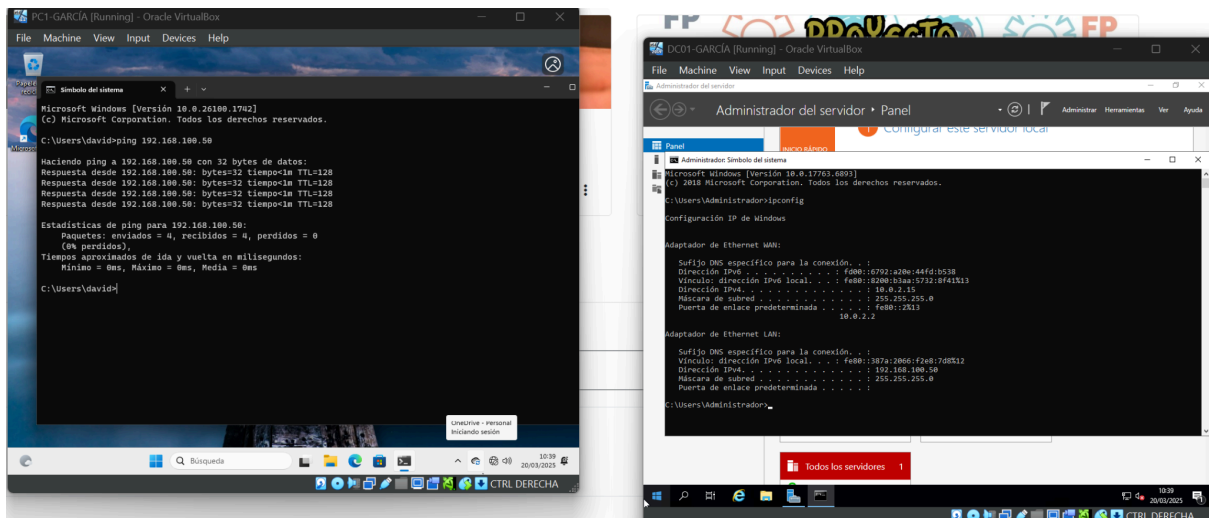 PC1-GARCÍA [Running] - Oracle VirtualBox
File Machine View Input Devices Help
Símbolo del sistema
Microsoft Windows [Versión 10.0.26100.1742]
(c) Microsoft Corporation. Todos los derechos reservados.
C:\Users\david>ping 192.168.100.50
Haciendo ping a 192.168.100.50 con 32 bytes de datos:
Respuesta desde 192.168.100.50: bytes=32 tiempo<1m TTL=128
Respuesta desde 192.168.100.50: bytes=32 tiempo<1m TTL=128
Respuesta desde 192.168.100.50: bytes=32 tiempo<1m TTL=128
Respuesta desde 192.168.100.50: bytes=32 tiempo<1m TTL=128
Estadísticas de ping para 192.168.100.50:
Paquetes: enviados = 4, recibidos = 4, perdidos = 0
(0% perdidos),
Tiempos aproximados de ida y vuelta en milisegundos:
Mínimo = 0ms, Máximo = 0ms, Media = 0ms
C:\Users\david>
OneDrive - Personal
Iniciando sesión
Búsqueda
10:39
20/03/2025
CTRL DERECHA
FP PROYECTO FP
DC01-GARCÍA [Running] - Oracle VirtualBox
File Machine View Input Devices Help
Administrador del servidor
Administrador del servidor • Panel
Administrar Herramientas Ver Ayuda
Panel
INICIO RÁPIDO
1 Configurar este servidor local
Administrador: Símbolo del sistema
Microsoft Windows [Versión 10.0.17763.6893]
(c) 2018 Microsoft Corporation. Todos los derechos reservados.
C:\Users\Administrador>ipconfig
Configuración IP de Windows
Adaptador de Ethernet WAN:
Sufijo DNS específico para la conexión. . :
Dirección IPv6 . . . . . . . . . . : fd00::6792:a20e:44fd:b538
Vínculo: dirección IPv6 local. . . : fe80::8200:b3aa:5732:8f41%13
Dirección IPv4. . . . . . . . . . . . . . : 10.0.2.15
Máscara de subred . . . . . . . . . . . . : 255.255.255.0
Puerta de enlace predeterminada . . . . . : fe80::2%13
10.0.2.2
Adaptador de Ethernet LAN:
Sufijo DNS específico para la conexión. . :
Vínculo: dirección IPv6 local. . . : fe80::387a:2066:f2e8:7d8%12
Dirección IPv4. . . . . . . . . . . . . . : 192.168.100.50
Máscara de subred . . . . . . . . . . . . : 255.255.255.0
Puerta de enlace predeterminada . . . . . :
C:\Users\Administrador>
Todos los servidores 1
10:39
20/03/2025
CTRL DERECHA